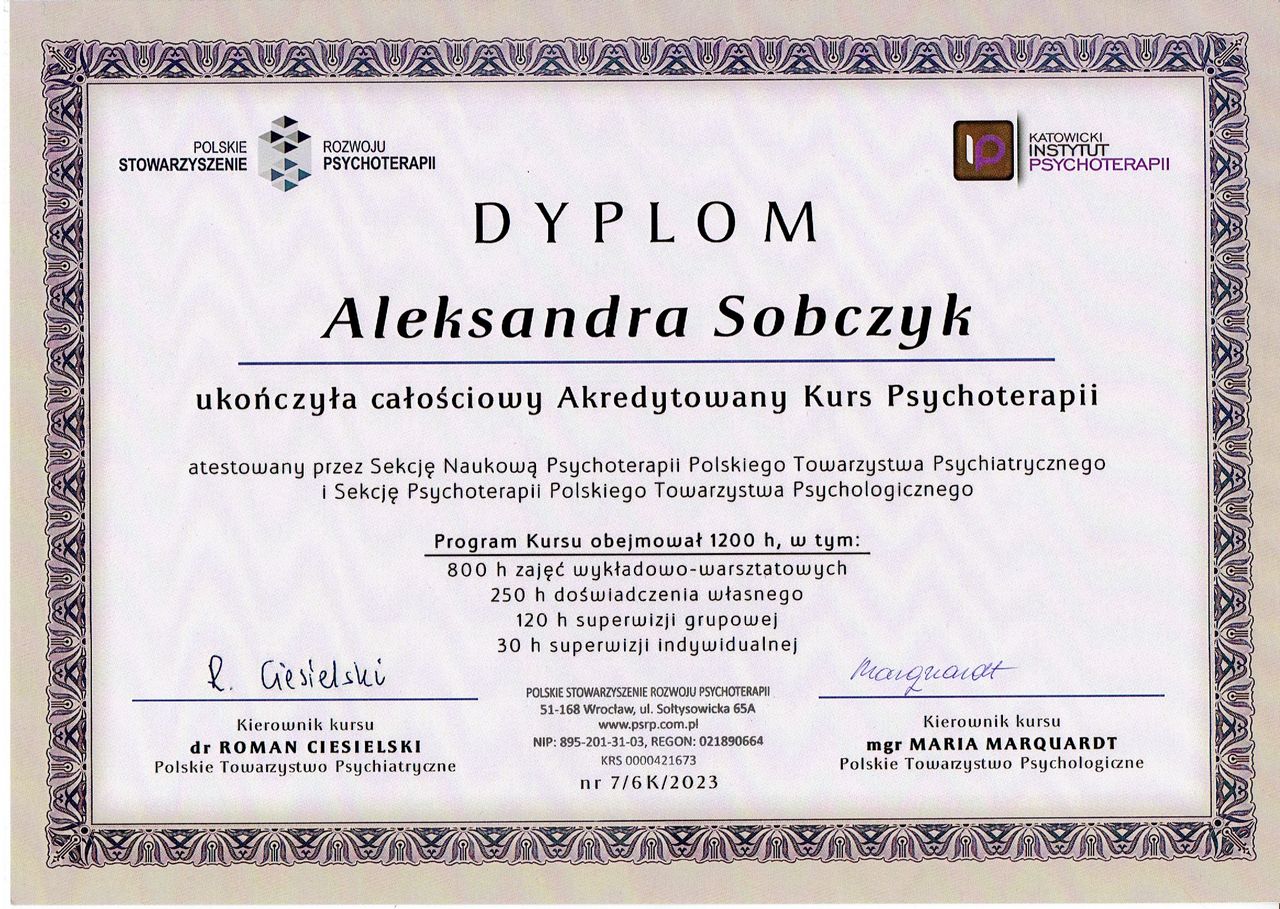 POLSKIE STOWARZYSZENIE ROZWOJU PSYCHOTERAPII
IP KATOWICKI INSTYTUT PSYCHOTERAPII
DYPLOM
Aleksandra Sobczyk
ukończyła całościowy Akredytowany Kurs Psychoterapii
atestowany przez Sekcję Naukową Psychoterapii Polskiego Towarzystwa Psychiatrycznego
i Sekcję Psychoterapii Polskiego Towarzystwa Psychologicznego
Program Kursu obejmował 1200 h, w tym:
800 h zajęć wykładowo-warsztatowych
250 h doświadczenia własnego
120 h superwizji grupowej
30 h superwizji indywidualnej
R. Ciesielski
Kierownik kursu
dr ROMAN CIESIELSKI
Polskie Towarzystwo Psychiatryczne
POLSKIE STOWARZYSZENIE ROZWOJU PSYCHOTERAPII
51-168 Wrocław, ul. Sołtysowicka 65A
www.psrp.com.pl
NIP: 895-201-31-03, REGON: 021890664
KRS 0000421673
nr 7/6K/2023
Marquardt
Kierownik kursu
mgr MARIA MARQUARDT
Polskie Towarzystwo Psychologiczne